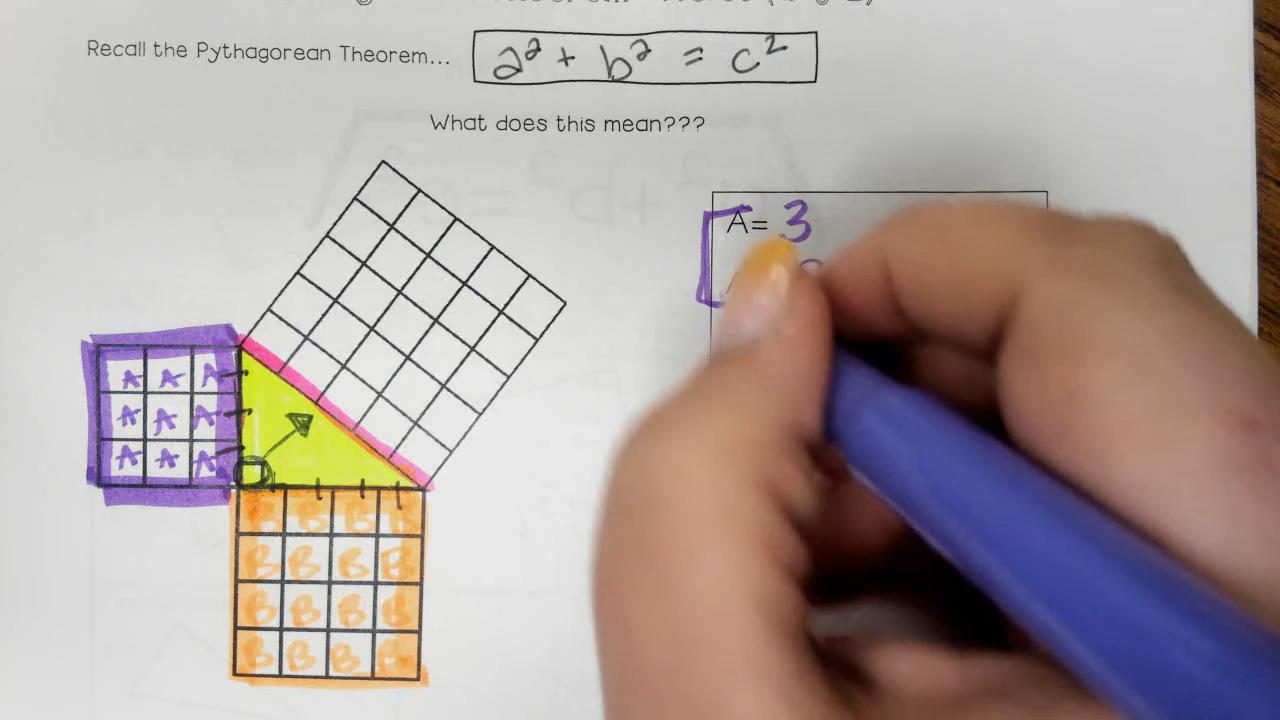 Recall the Pythagorean Theorem... a² + b² = c²
What does this mean???
A= 3
A A A
A A A
A A A
B B B B
B B B B
B B B B
B B B B